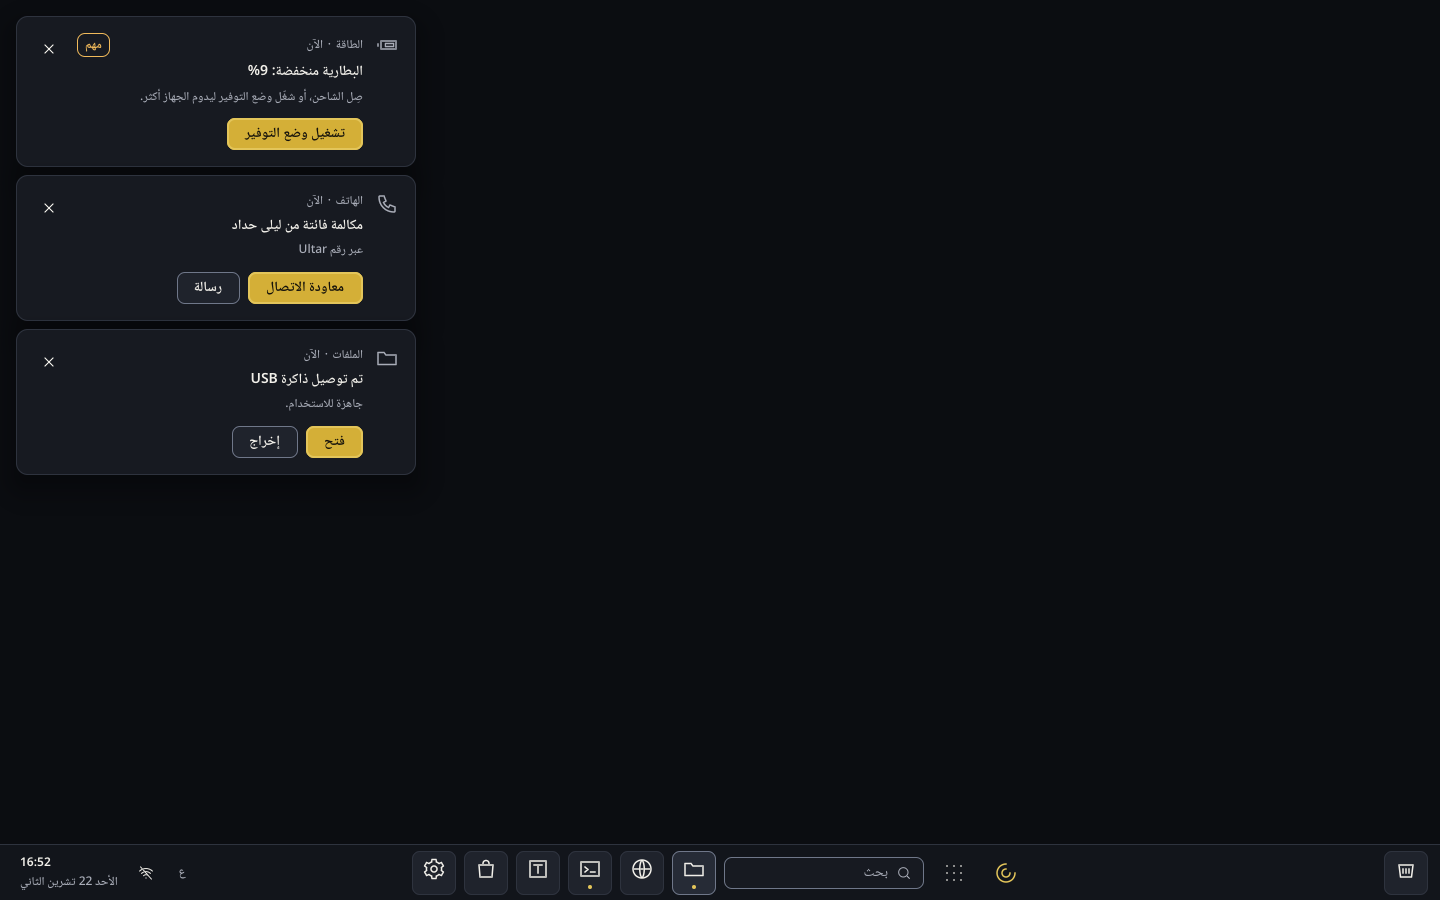 الطاقة · الآن
مهم
البطارية منخفضة: 9%
صِل الشاحن، أو شغّل وضع التوفير ليدوم الجهاز أكثر.
تشغيل وضع التوفير
الهاتف · الآن
مكالمة فائتة من ليلى حداد
عبر رقم Ultar
معاودة الاتصال
رسالة
الملفات · الآن
تم توصيل ذاكرة USB
جاهزة للاستخدام.
فتح
إخراج
بحث
ع
16:52
الأحد 22 تشرين الثاني